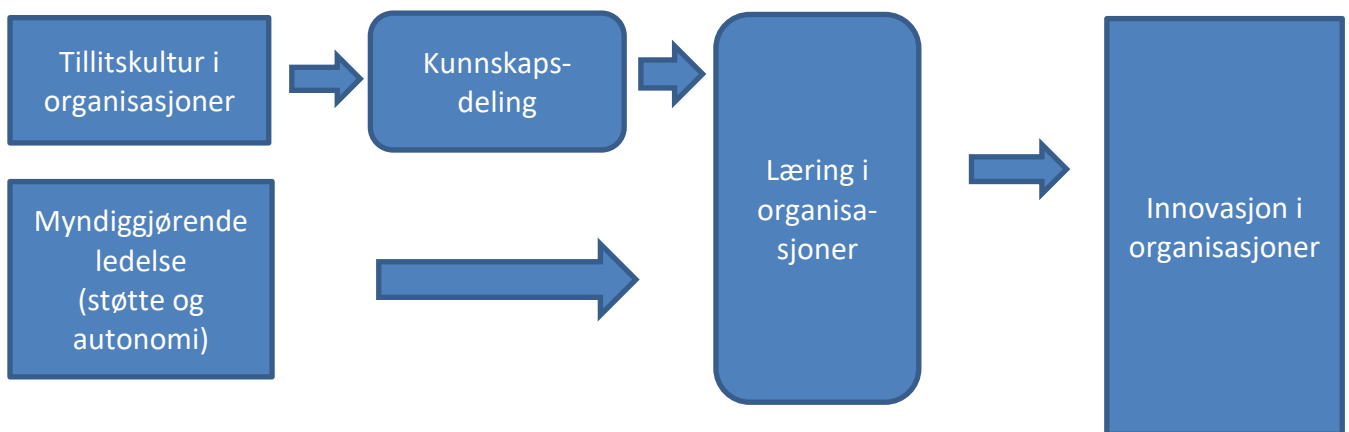 Tillitskultur i
organisasjoner
Kunnskaps-
deling
Myndiggjørende
ledelse
(støtte og
autonomi)
Læring i
organisa-
sjoner
Innovasjon i
organisasjoner